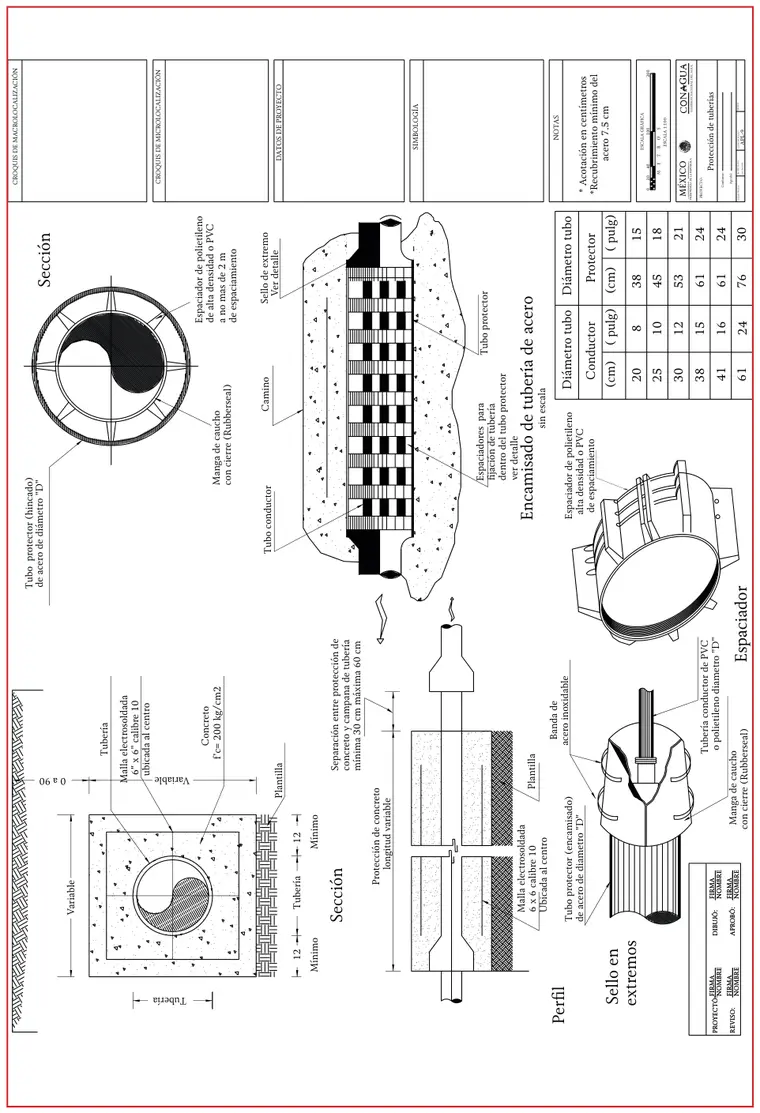 CROQUIS DE MACROLOCALIZACIÓN
CROQUIS DE MICROLOCALIZACIÓN
DATOS DE PROYECTO
SIMBOLOGÍA
NOTAS
* Acotación en centímetros
*Recubrimiento mínimo del
acero 7.5 cm
ESCALA GRÁFICA
M E T R O S
ESCALA 1:100
MÉXICO
CONAGUA
PROYECTO:
Protección de tuberías
Sección
Tubo protector (hincado)
de acero de diámetro "D"
Espaciador de polietileno
de alta densidad o PVC
a no mas de 2 m
de espaciamiento
Manga de caucho
con cierre (Rubberseal)
Sello de extremo
Ver detalle
Camino
Tubo conductor
Tubo protector
Espaciadores para
fijación de tubería
dentro del tubo protector
ver detalle
Encamisado de tubería de acero
sin escala
Diámetro tubo Diámetro tubo
Conductor Protector
(cm) ( pulg) (cm) ( pulg)
20 8 38 15
25 10 45 18
30 12 53 21
38 15 61 24
41 16 61 24
61 24 76 30
0 a 90
Variable
Tubería
Malla electrosoldada
6" x 6" calibre 10
ubicada al centro
Concreto
f'c= 200 kg/cm2
Plantilla
Variable
Tubería
12 Tubería 12
Mínimo Mínimo
Sección
Separación entre protección de
concreto y campana de tubería
mínima 30 cm máxima 60 cm
Protección de concreto
longitud variable
Plantilla
Malla electrosoldada
6 x 6 calibre 10
Ubicada al centro
Perfil
Espaciador de polietileno
alta densidad o PVC
de espaciamiento
Espaciador
Banda de
acero inoxidable
Tubo protector (encamisado)
de acero de diametro "D"
Tubería conductor de PVC
o polietileno diametro "D"
Manga de caucho
con cierre (Rubberseal)
Sello en
extremos
PROYECTO: FIRMA
NOMBRE
DIBUJÓ: FIRMA
NOMBRE
REVISO: FIRMA
NOMBRE
APROBÓ: FIRMA
NOMBRE